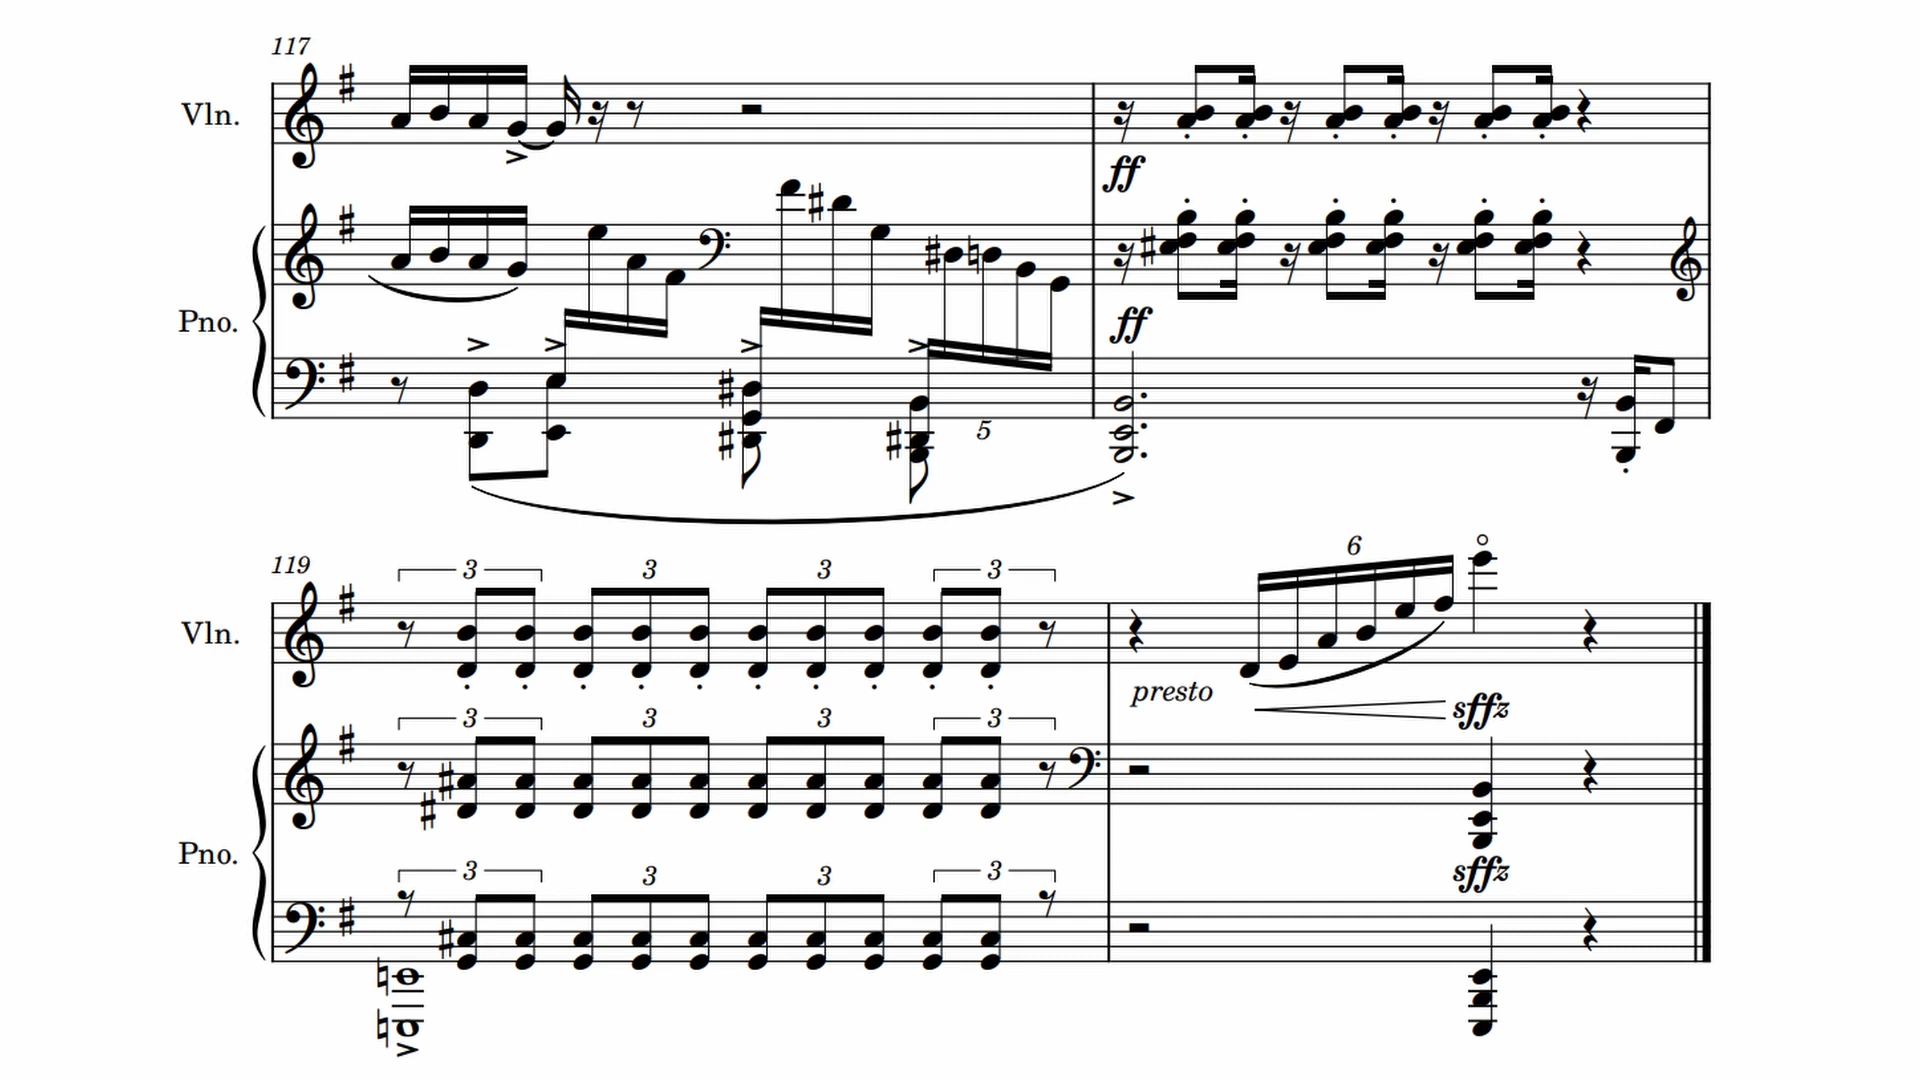 117
Vln.
ff
Pno.
ff
5
119
3 3 3 3
6
Vln.
presto
sffz
3 3 3 3
Pno.
sffz
3 3 3 3